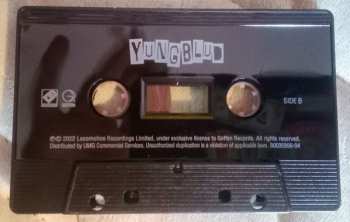 YUNGBLUD
SIDE B
℗© 2022 Locomotion Recordings Limited, under exclusive license to Geffen Records. All rights reserved.
Distributed by UMG Commercial Services. Unauthorized duplication is a violation of applicable laws.